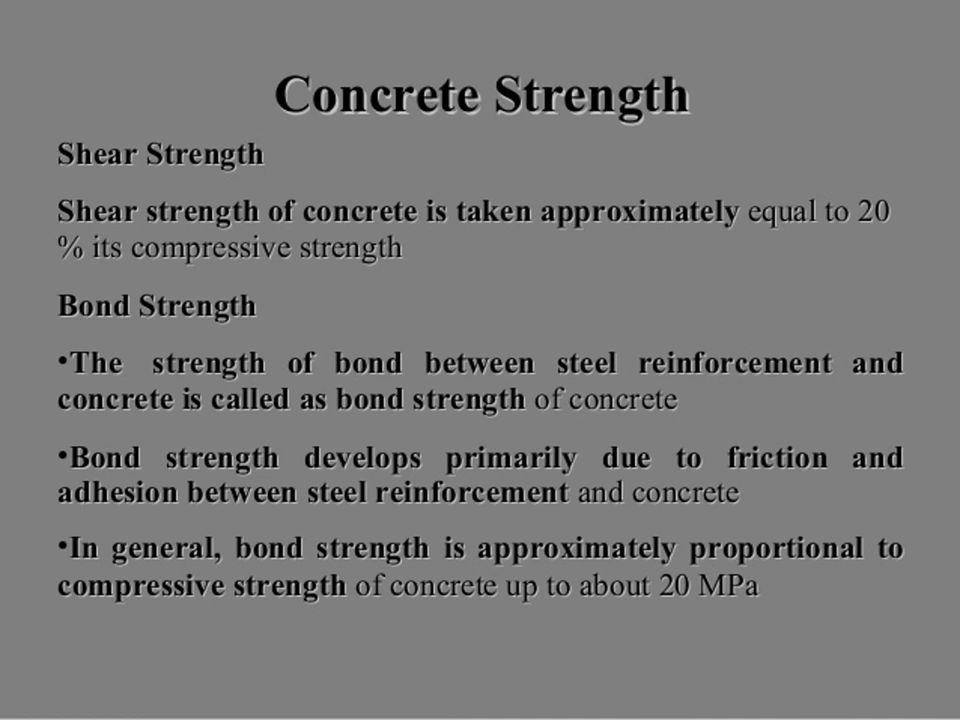 Concrete Strength
Shear Strength
Shear strength of concrete is taken approximately equal to 20
% its compressive strength
Bond Strength
•The strength of bond between steel reinforcement and
concrete is called as bond strength of concrete
•Bond strength develops primarily due to friction and
adhesion between steel reinforcement and concrete
•In general, bond strength is approximately proportional to
compressive strength of concrete up to about 20 MPa